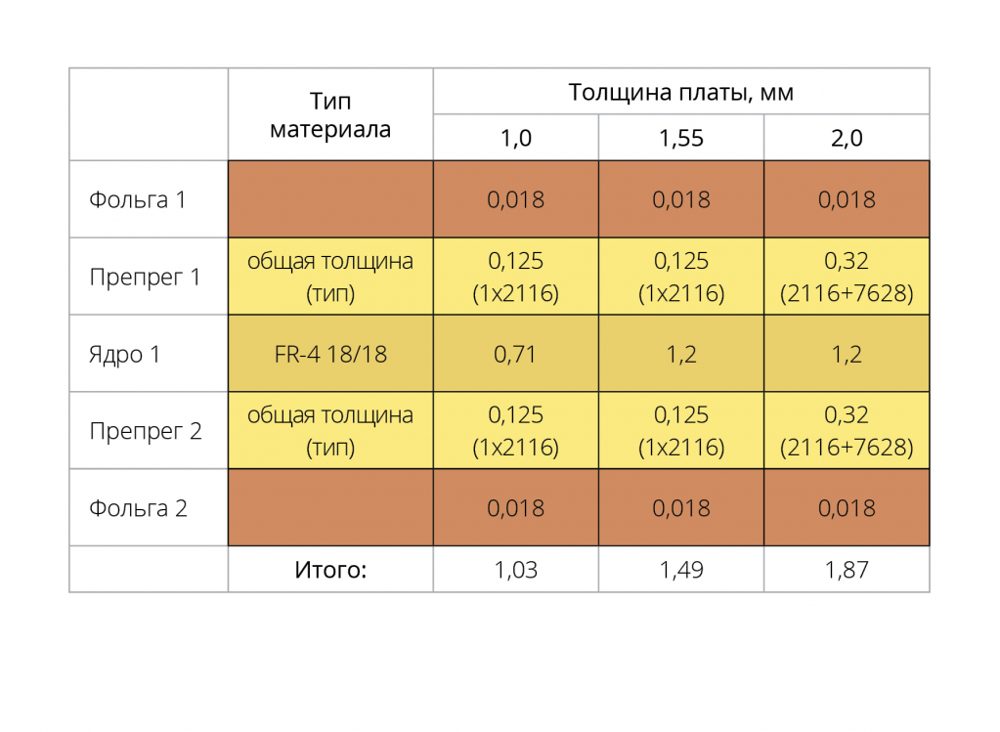 Тип
материала
Толщина платы, мм
1,0
1,55
2,0
Фольга 1
0,018
0,018
0,018
Препрег 1
общая толщина
(тип)
0,125
(1x2116)
0,125
(1x2116)
0,32
(2116+7628)
Ядро 1
FR-4 18/18
0,71
1,2
1,2
Препрег 2
общая толщина
(тип)
0,125
(1x2116)
0,125
(1x2116)
0,32
(2116+7628)
Фольга 2
0,018
0,018
0,018
Итого:
1,03
1,49
1,87